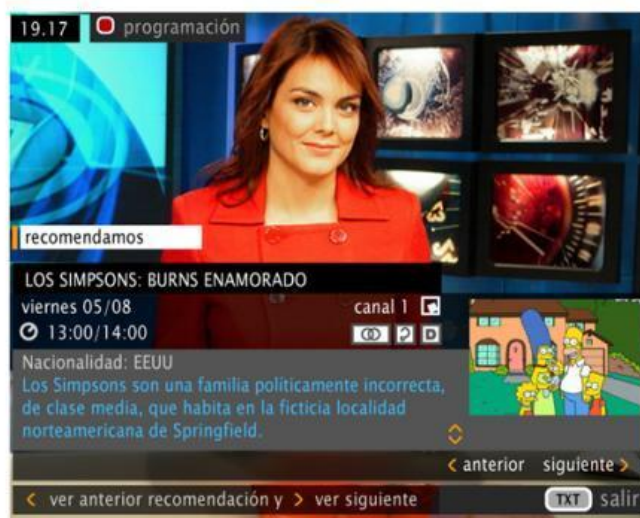 19.17 programación
recomendamos
LOS SIMPSONS: BURNS ENAMORADO
viernes 05/08 canal 1
13:00/14:00 D
Nacionalidad: EEUU
Los Simpsons son una familia políticamente incorrecta,
de clase media, que habita en la ficticia localidad
norteamericana de Springfield.
< anterior siguiente >
< ver anterior recomendación y > ver siguiente TXT salir